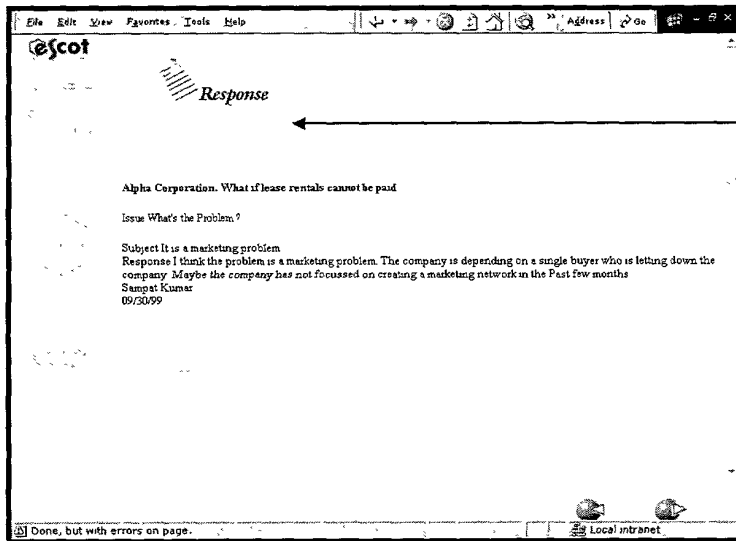 File Edit View Favorites Tools Help
Address Go
escot
Response
Alpha Corporation. What if lease rentals cannot be paid
Issue What's the Problem ?
Subject It is a marketing problem
Response I think the problem is a marketing problem. The company is depending on a single buyer who is letting down the
company Maybe the company has not focussed on creating a marketing network in the Past few months
Sampat Kumar
09/30/99
Done, but with errors on page.
Local intranet